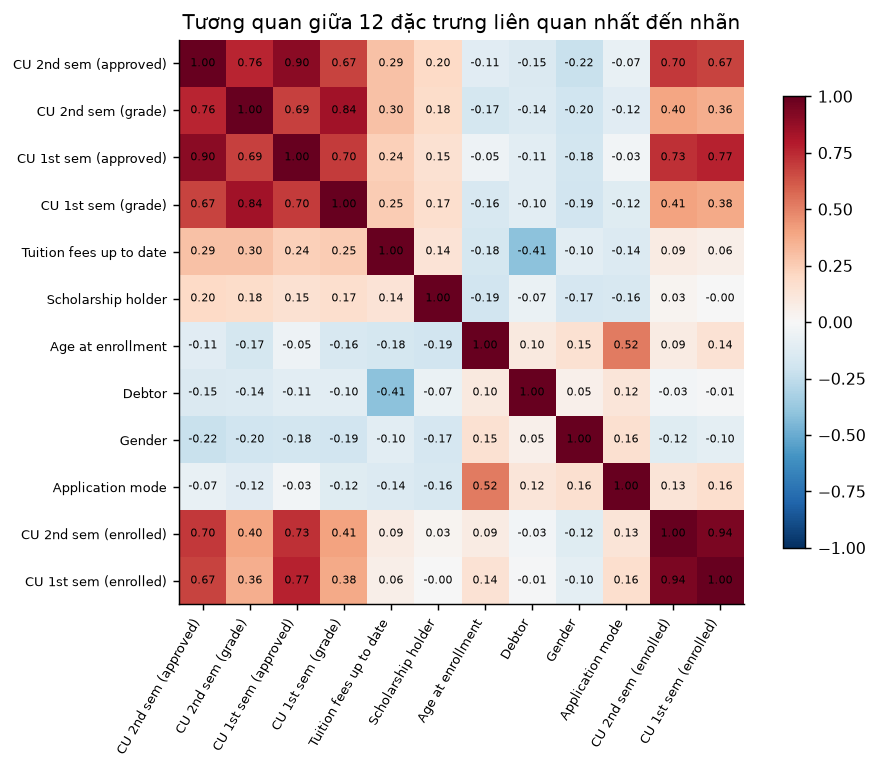 Tương quan giữa 12 đặc trưng liên quan nhất đến nhãn
CU 2nd sem (approved) 1.00 0.76 0.90 0.67 0.29 0.20 -0.11 -0.15 -0.22 -0.07 0.70 0.67
CU 2nd sem (grade) 0.76 1.00 0.69 0.84 0.30 0.18 -0.17 -0.14 -0.20 -0.12 0.40 0.36
CU 1st sem (approved) 0.90 0.69 1.00 0.70 0.24 0.15 -0.05 -0.11 -0.18 -0.03 0.73 0.77
CU 1st sem (grade) 0.67 0.84 0.70 1.00 0.25 0.17 -0.16 -0.10 -0.19 -0.12 0.41 0.38
Tuition fees up to date 0.29 0.30 0.24 0.25 1.00 0.14 -0.18 -0.41 -0.10 -0.14 0.09 0.06
Scholarship holder 0.20 0.18 0.15 0.17 0.14 1.00 -0.19 -0.07 -0.17 -0.16 0.03 -0.00
Age at enrollment -0.11 -0.17 -0.05 -0.16 -0.18 -0.19 1.00 0.10 0.15 0.52 0.09 0.14
Debtor -0.15 -0.14 -0.11 -0.10 -0.41 -0.07 0.10 1.00 0.05 0.12 -0.03 -0.01
Gender -0.22 -0.20 -0.18 -0.19 -0.10 -0.17 0.15 0.05 1.00 0.16 -0.12 -0.10
Application mode -0.07 -0.12 -0.03 -0.12 -0.14 -0.16 0.52 0.12 0.16 1.00 0.13 0.16
CU 2nd sem (enrolled) 0.70 0.40 0.73 0.41 0.09 0.03 0.09 -0.03 -0.12 0.13 1.00 0.94
CU 1st sem (enrolled) 0.67 0.36 0.77 0.38 0.06 -0.00 0.14 -0.01 -0.10 0.16 0.94 1.00
CU 2nd sem (approved)
CU 2nd sem (grade)
CU 1st sem (approved)
CU 1st sem (grade)
Tuition fees up to date
Scholarship holder
Age at enrollment
Debtor
Gender
Application mode
CU 2nd sem (enrolled)
CU 1st sem (enrolled)
1.00
0.75
0.50
0.25
0.00
−0.25
−0.50
−0.75
−1.00